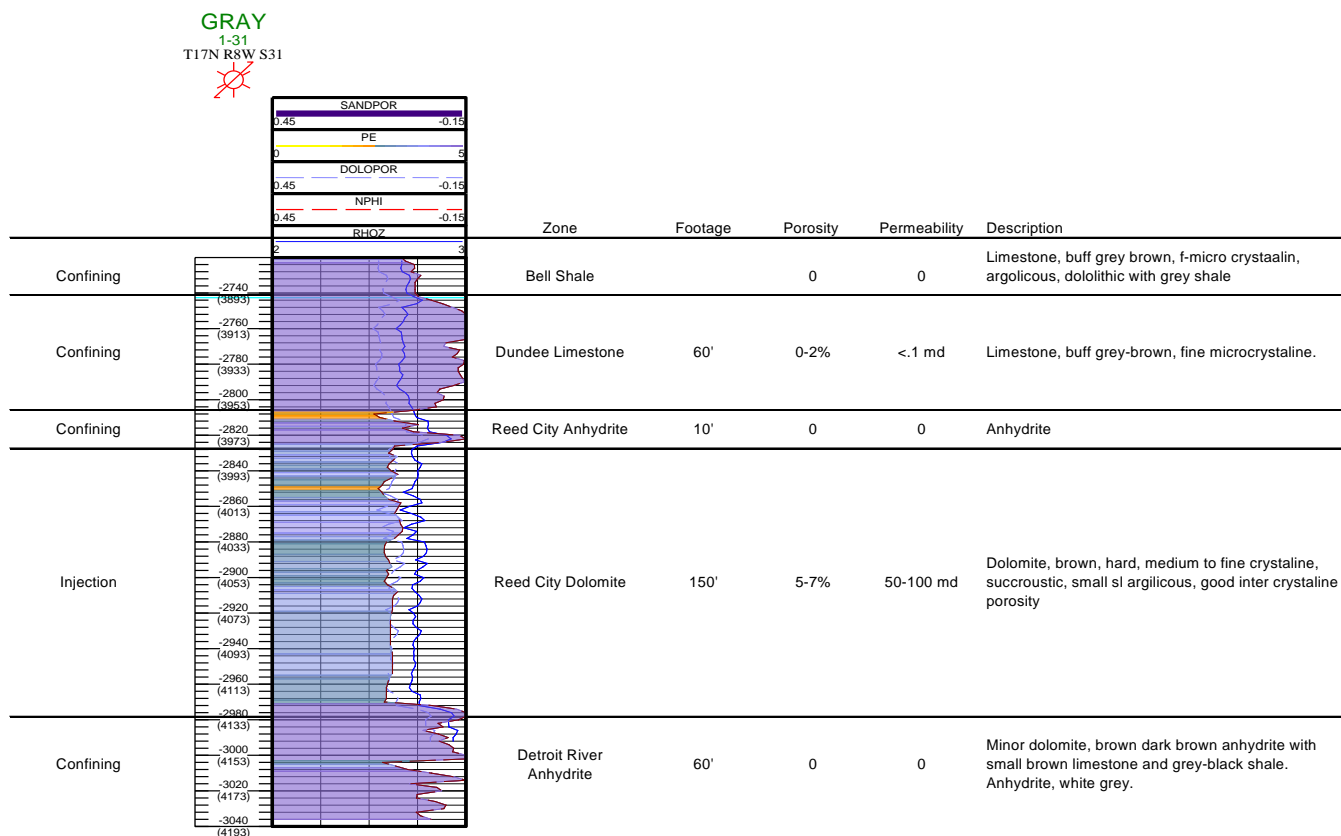 GRAY
1-31
T17N R8W S31
SANDPOR
0.45 -0.15
PE
0 5
DOLOPOR
0.45 -0.15
NPHI
0.45 -0.15
RHOZ
2 3
Zone Footage Porosity Permeability Description
Confining
Bell Shale 0 0
Limestone, buff grey brown, f-micro crystaalin,
argolicous, dololithic with grey shale
-2740
(3893)
-2760
(3913)
Confining
Dundee Limestone 60' 0-2% <.1 md Limestone, buff grey-brown, fine microcrystaline.
-2780
(3933)
-2800
(3953)
Confining
Reed City Anhydrite 10' 0 0 Anhydrite
-2820
(3973)
-2840
(3993)
-2860
(4013)
-2880
(4033)
Injection
Reed City Dolomite 150' 5-7% 50-100 md
Dolomite, brown, hard, medium to fine crystaline,
succroustic, small sl argilicous, good inter crystaline
porosity
-2900
(4053)
-2920
(4073)
-2940
(4093)
-2960
(4113)
-2980
(4133)
Confining
Detroit River
Anhydrite
60' 0 0
Minor dolomite, brown dark brown anhydrite with
small brown limestone and grey-black shale.
Anhydrite, white grey.
-3000
(4153)
-3020
(4173)
-3040
(4193)